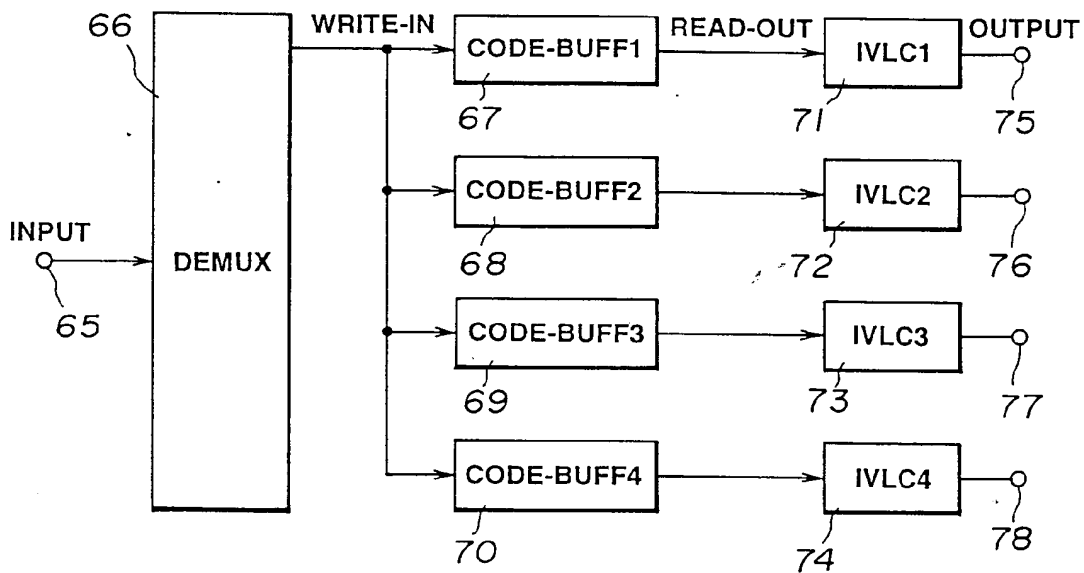 66
WRITE-IN
CODE-BUFF1
READ-OUT
IVLC1
OUTPUT
67
71
75
CODE-BUFF2
IVLC2
68
72
76
INPUT
DEMUX
65
CODE-BUFF3
IVLC3
69
73
77
CODE-BUFF4
IVLC4
70
74
78